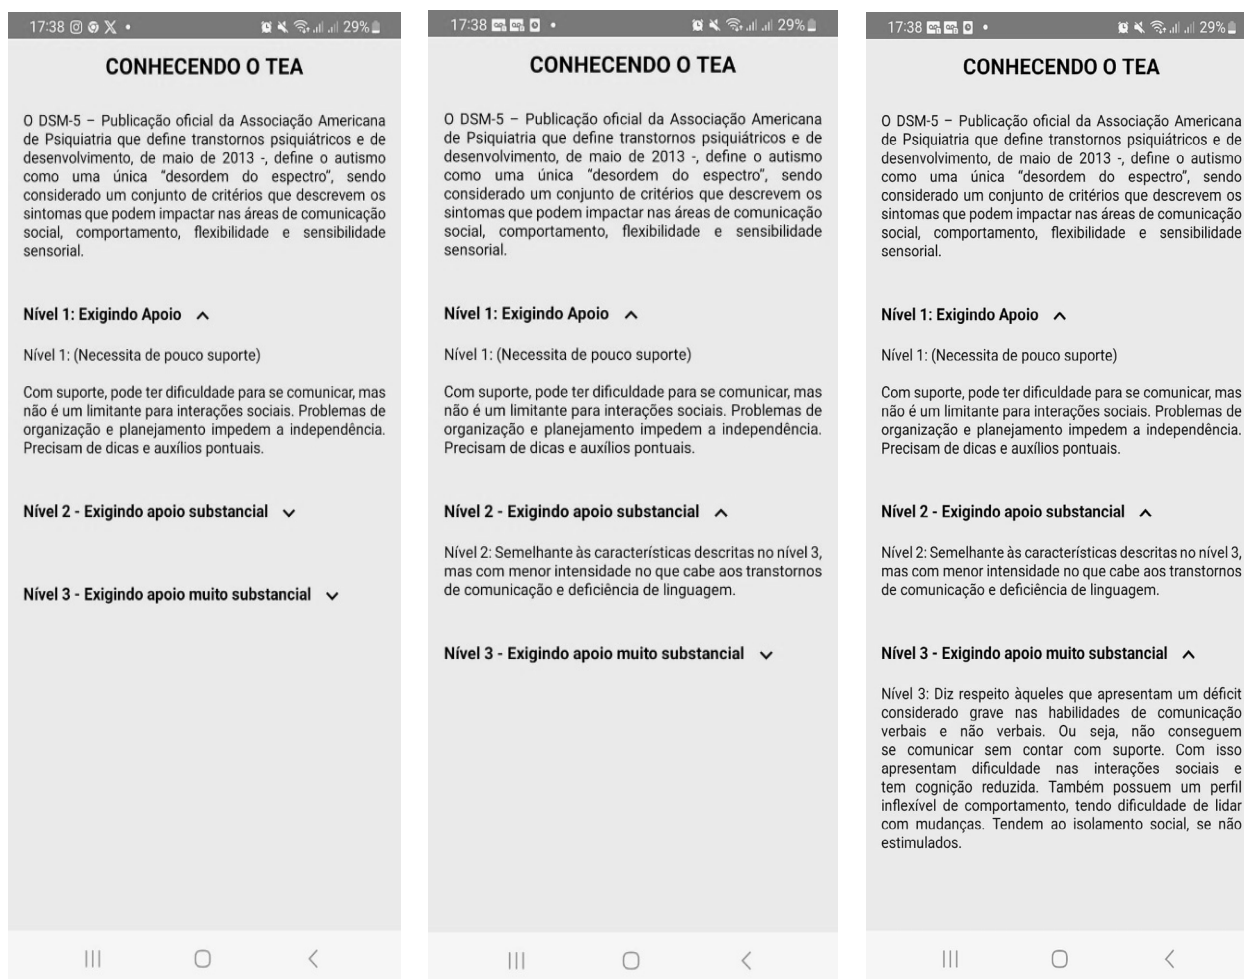 17:38
29%
CONHECENDO O TEA
O DSM-5 – Publicação oficial da Associação Americana
de Psiquiatria que define transtornos psiquiátricos e de
desenvolvimento, de maio de 2013 -, define o autismo
como uma única “desordem do espectro”, sendo
considerado um conjunto de critérios que descrevem os
sintomas que podem impactar nas áreas de comunicação
social, comportamento, flexibilidade e sensibilidade
sensorial.
Nível 1: Exigindo Apoio
Nível 1: (Necessita de pouco suporte)
Com suporte, pode ter dificuldade para se comunicar, mas
não é um limitante para interações sociais. Problemas de
organização e planejamento impedem a independência.
Precisam de dicas e auxílios pontuais.
Nível 2 - Exigindo apoio substancial
Nível 3 - Exigindo apoio muito substancial
17:38
29%
CONHECENDO O TEA
O DSM-5 – Publicação oficial da Associação Americana
de Psiquiatria que define transtornos psiquiátricos e de
desenvolvimento, de maio de 2013 -, define o autismo
como uma única “desordem do espectro”, sendo
considerado um conjunto de critérios que descrevem os
sintomas que podem impactar nas áreas de comunicação
social, comportamento, flexibilidade e sensibilidade
sensorial.
Nível 1: Exigindo Apoio
Nível 1: (Necessita de pouco suporte)
Com suporte, pode ter dificuldade para se comunicar, mas
não é um limitante para interações sociais. Problemas de
organização e planejamento impedem a independência.
Precisam de dicas e auxílios pontuais.
Nível 2 - Exigindo apoio substancial
Nível 2: Semelhante às características descritas no nível 3,
mas com menor intensidade no que cabe aos transtornos
de comunicação e deficiência de linguagem.
Nível 3 - Exigindo apoio muito substancial
17:38
29%
CONHECENDO O TEA
O DSM-5 – Publicação oficial da Associação Americana
de Psiquiatria que define transtornos psiquiátricos e de
desenvolvimento, de maio de 2013 -, define o autismo
como uma única “desordem do espectro”, sendo
considerado um conjunto de critérios que descrevem os
sintomas que podem impactar nas áreas de comunicação
social, comportamento, flexibilidade e sensibilidade
sensorial.
Nível 1: Exigindo Apoio
Nível 1: (Necessita de pouco suporte)
Com suporte, pode ter dificuldade para se comunicar, mas
não é um limitante para interações sociais. Problemas de
organização e planejamento impedem a independência.
Precisam de dicas e auxílios pontuais.
Nível 2 - Exigindo apoio substancial
Nível 2: Semelhante às características descritas no nível 3,
mas com menor intensidade no que cabe aos transtornos
de comunicação e deficiência de linguagem.
Nível 3 - Exigindo apoio muito substancial
Nível 3: Diz respeito àqueles que apresentam um déficit
considerado grave nas habilidades de comunicação
verbais e não verbais. Ou seja, não conseguem
se comunicar sem contar com suporte. Com isso
apresentam dificuldade nas interações sociais e
tem cognição reduzida. Também possuem um perfil
inflexível de comportamento, tendo dificuldade de lidar
com mudanças. Tendem ao isolamento social, se não
estimulados.